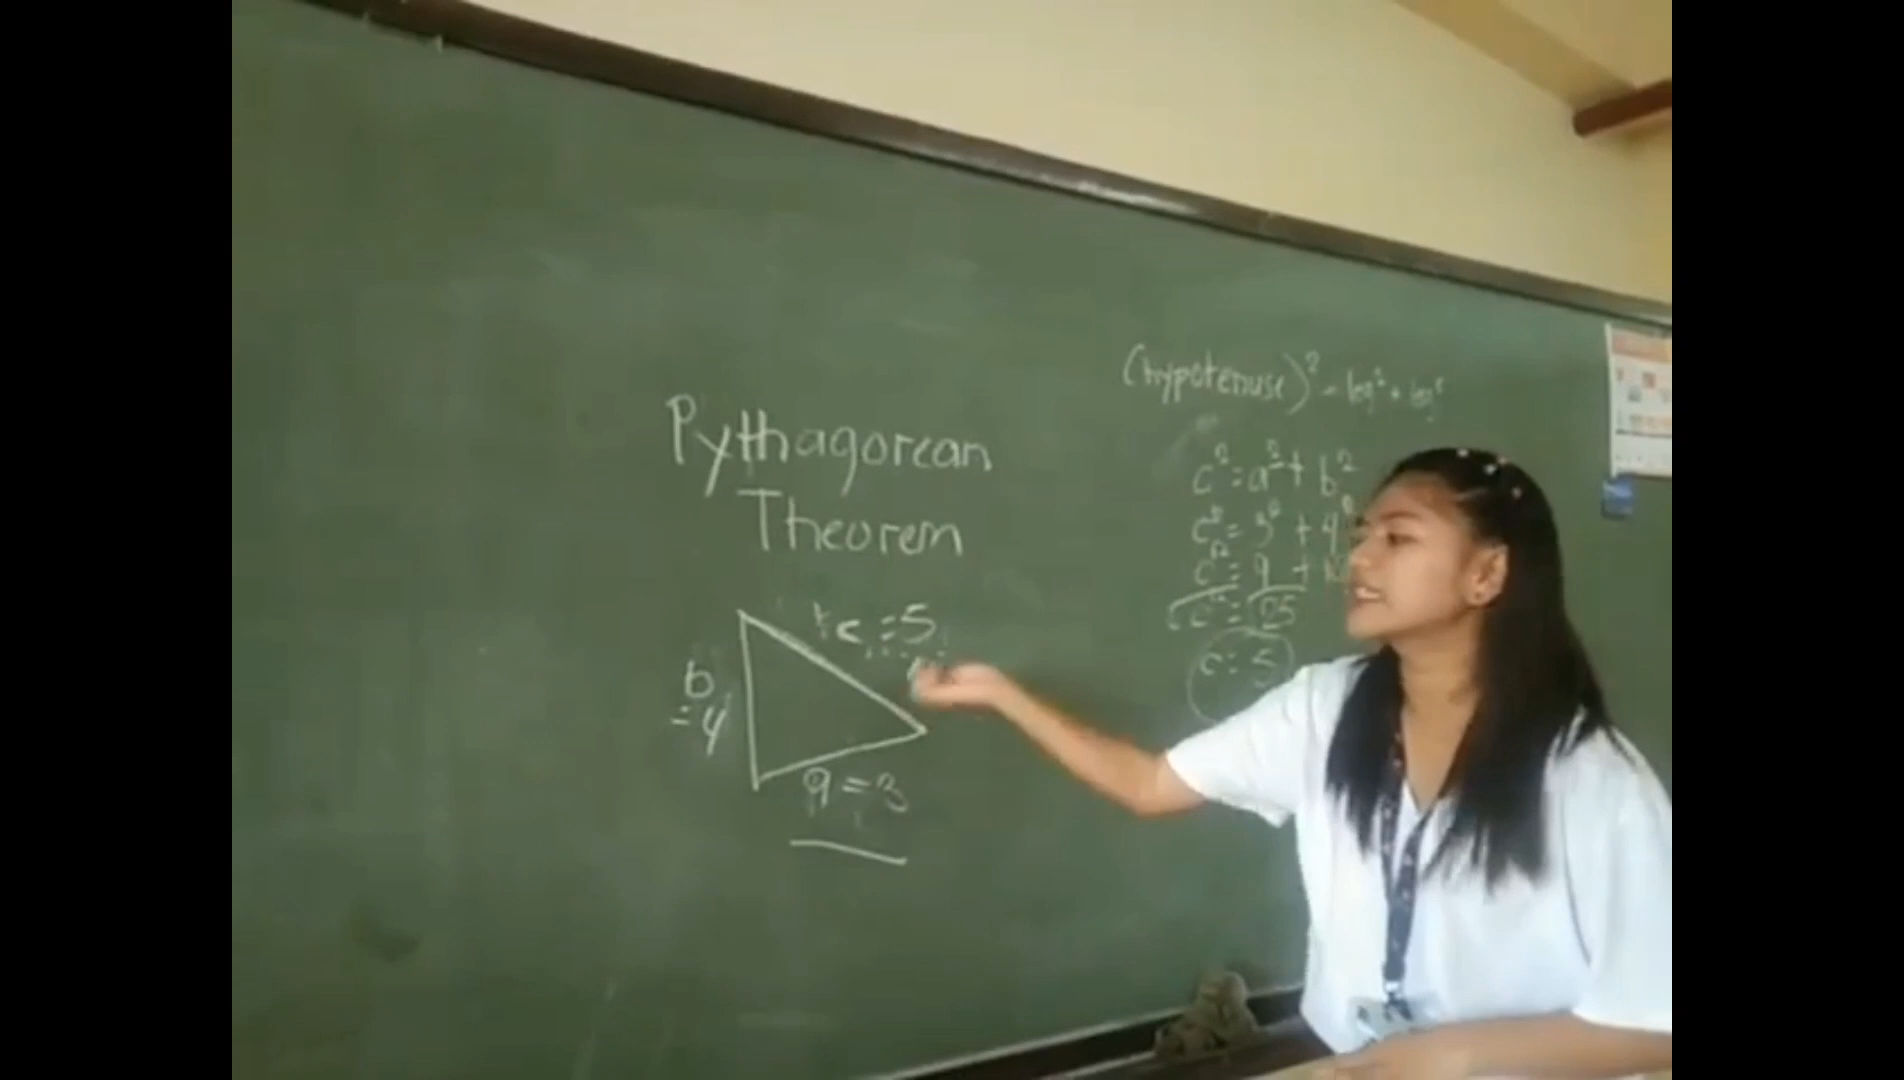 Pythagorean
Theorem
c = 5
b
= 4
a = 3
(hypotenuse)² = leg² + leg²
c² = a² + b²
c² = 3² + 4²
c² = 9 +
√c² = √25
c = 5